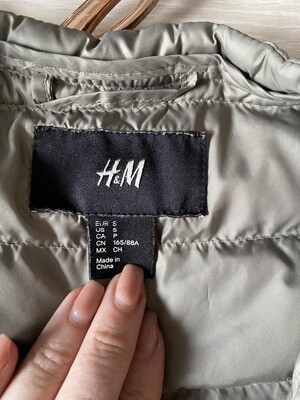 H&M
EUR S
US S
CA P
CN 165/88A
MX CH
Made in
China